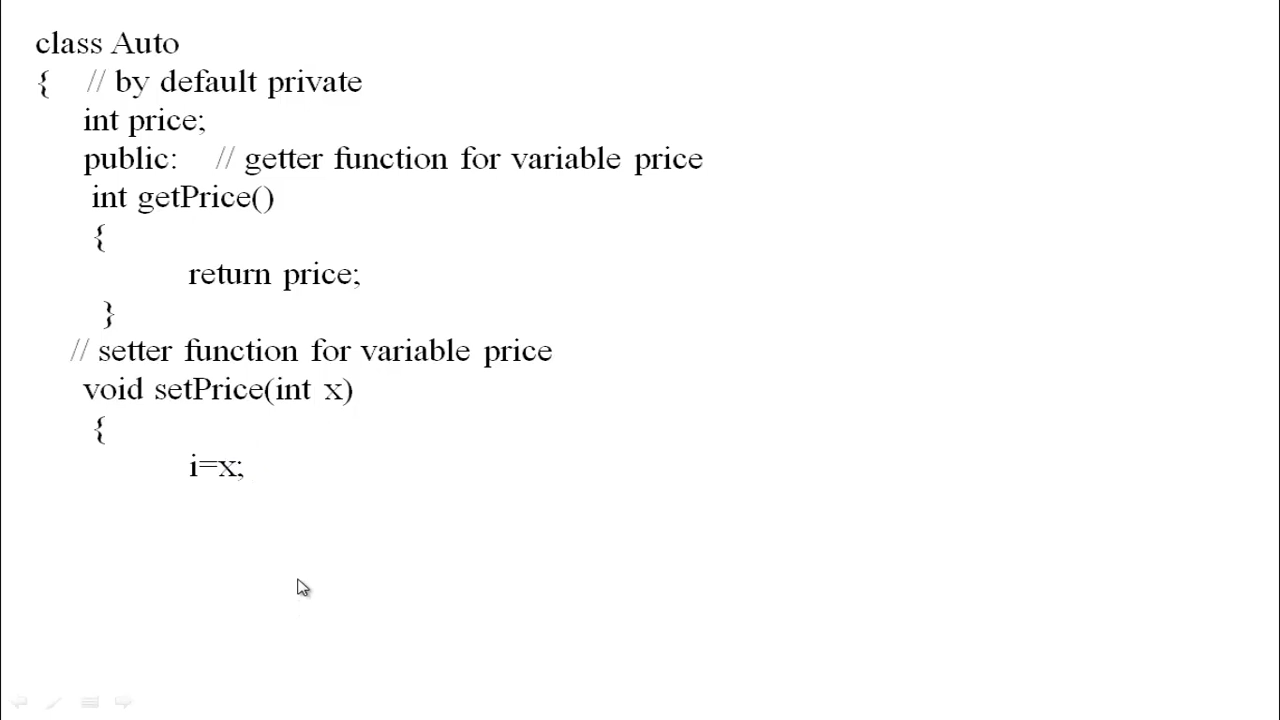 class Auto
{ // by default private
int price;
public: // getter function for variable price
int getPrice()
{
return price;
}
// setter function for variable price
void setPrice(int x)
{
i=x;